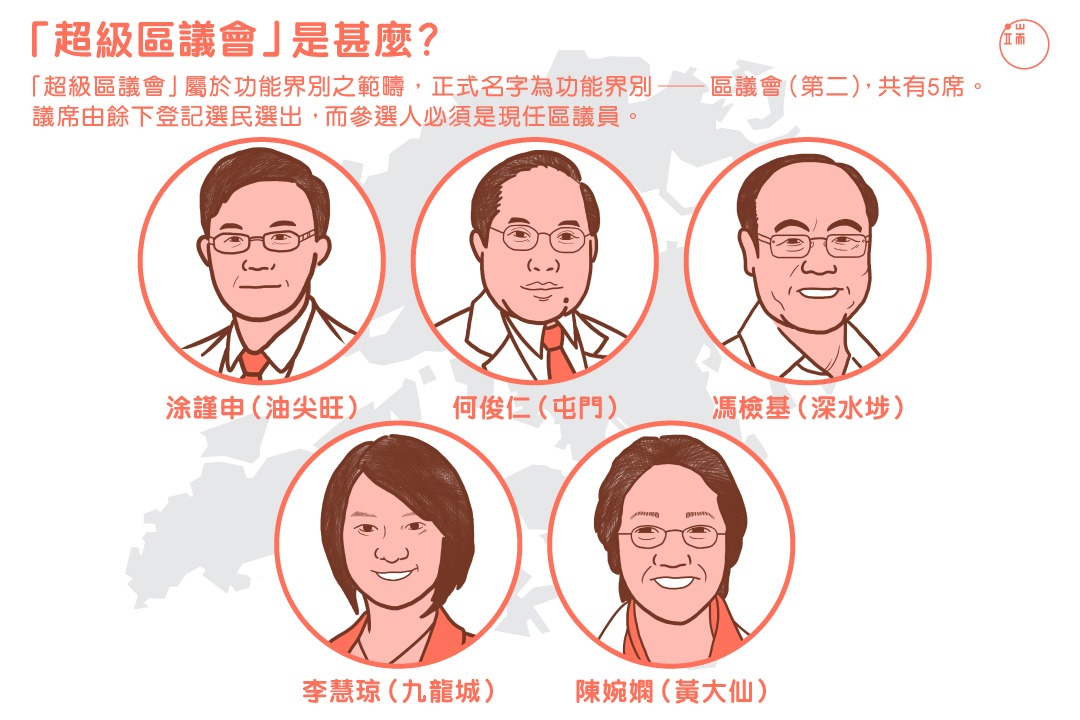 「超級區議會」是甚麼？
「超級區議會」屬於功能界別之範疇，正式名字為功能界別——區議會（第二），共有5席。
議席由餘下登記選民選出，而參選人必須是現任區議員。
端
涂謹申（油尖旺）
何俊仁（屯門）
馮檢基（深水埗）
李慧琼（九龍城）
陳婉嫻（黃大仙）